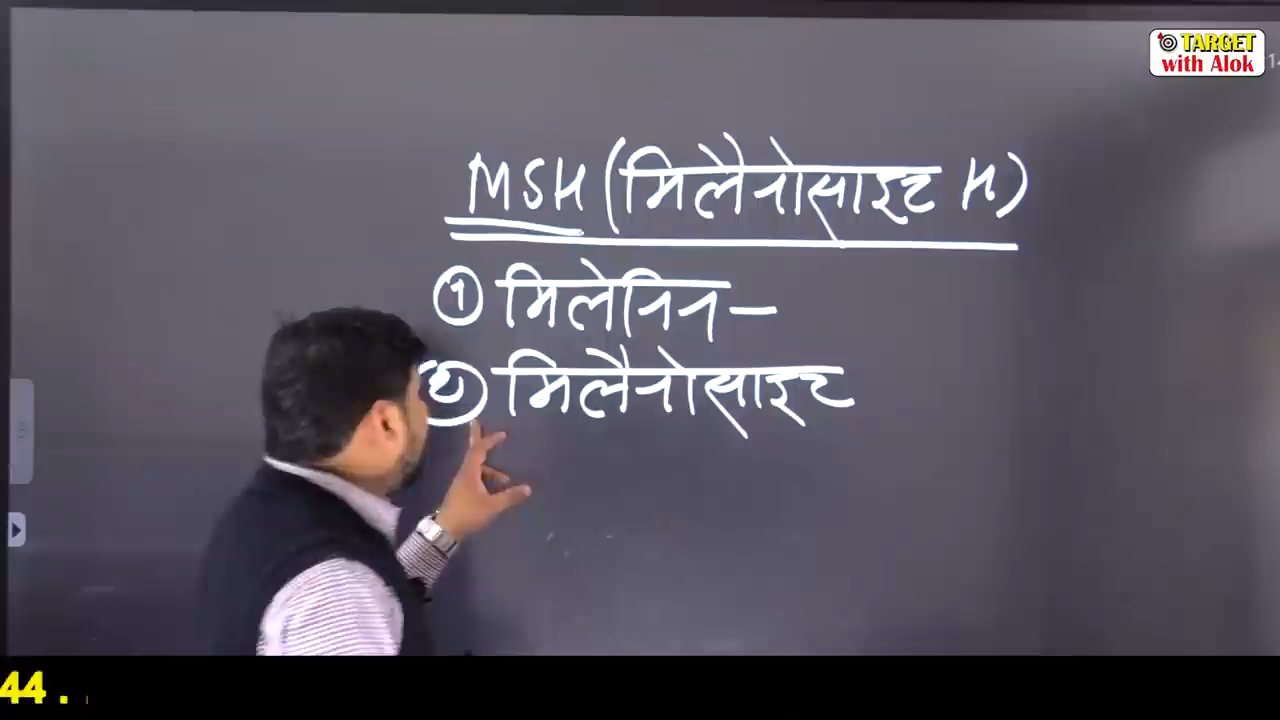 TARGET
with Alok
MSH (मिलैनोसाइट H)
① मिलेनिन –
② मिलैनोसाइट
44 .